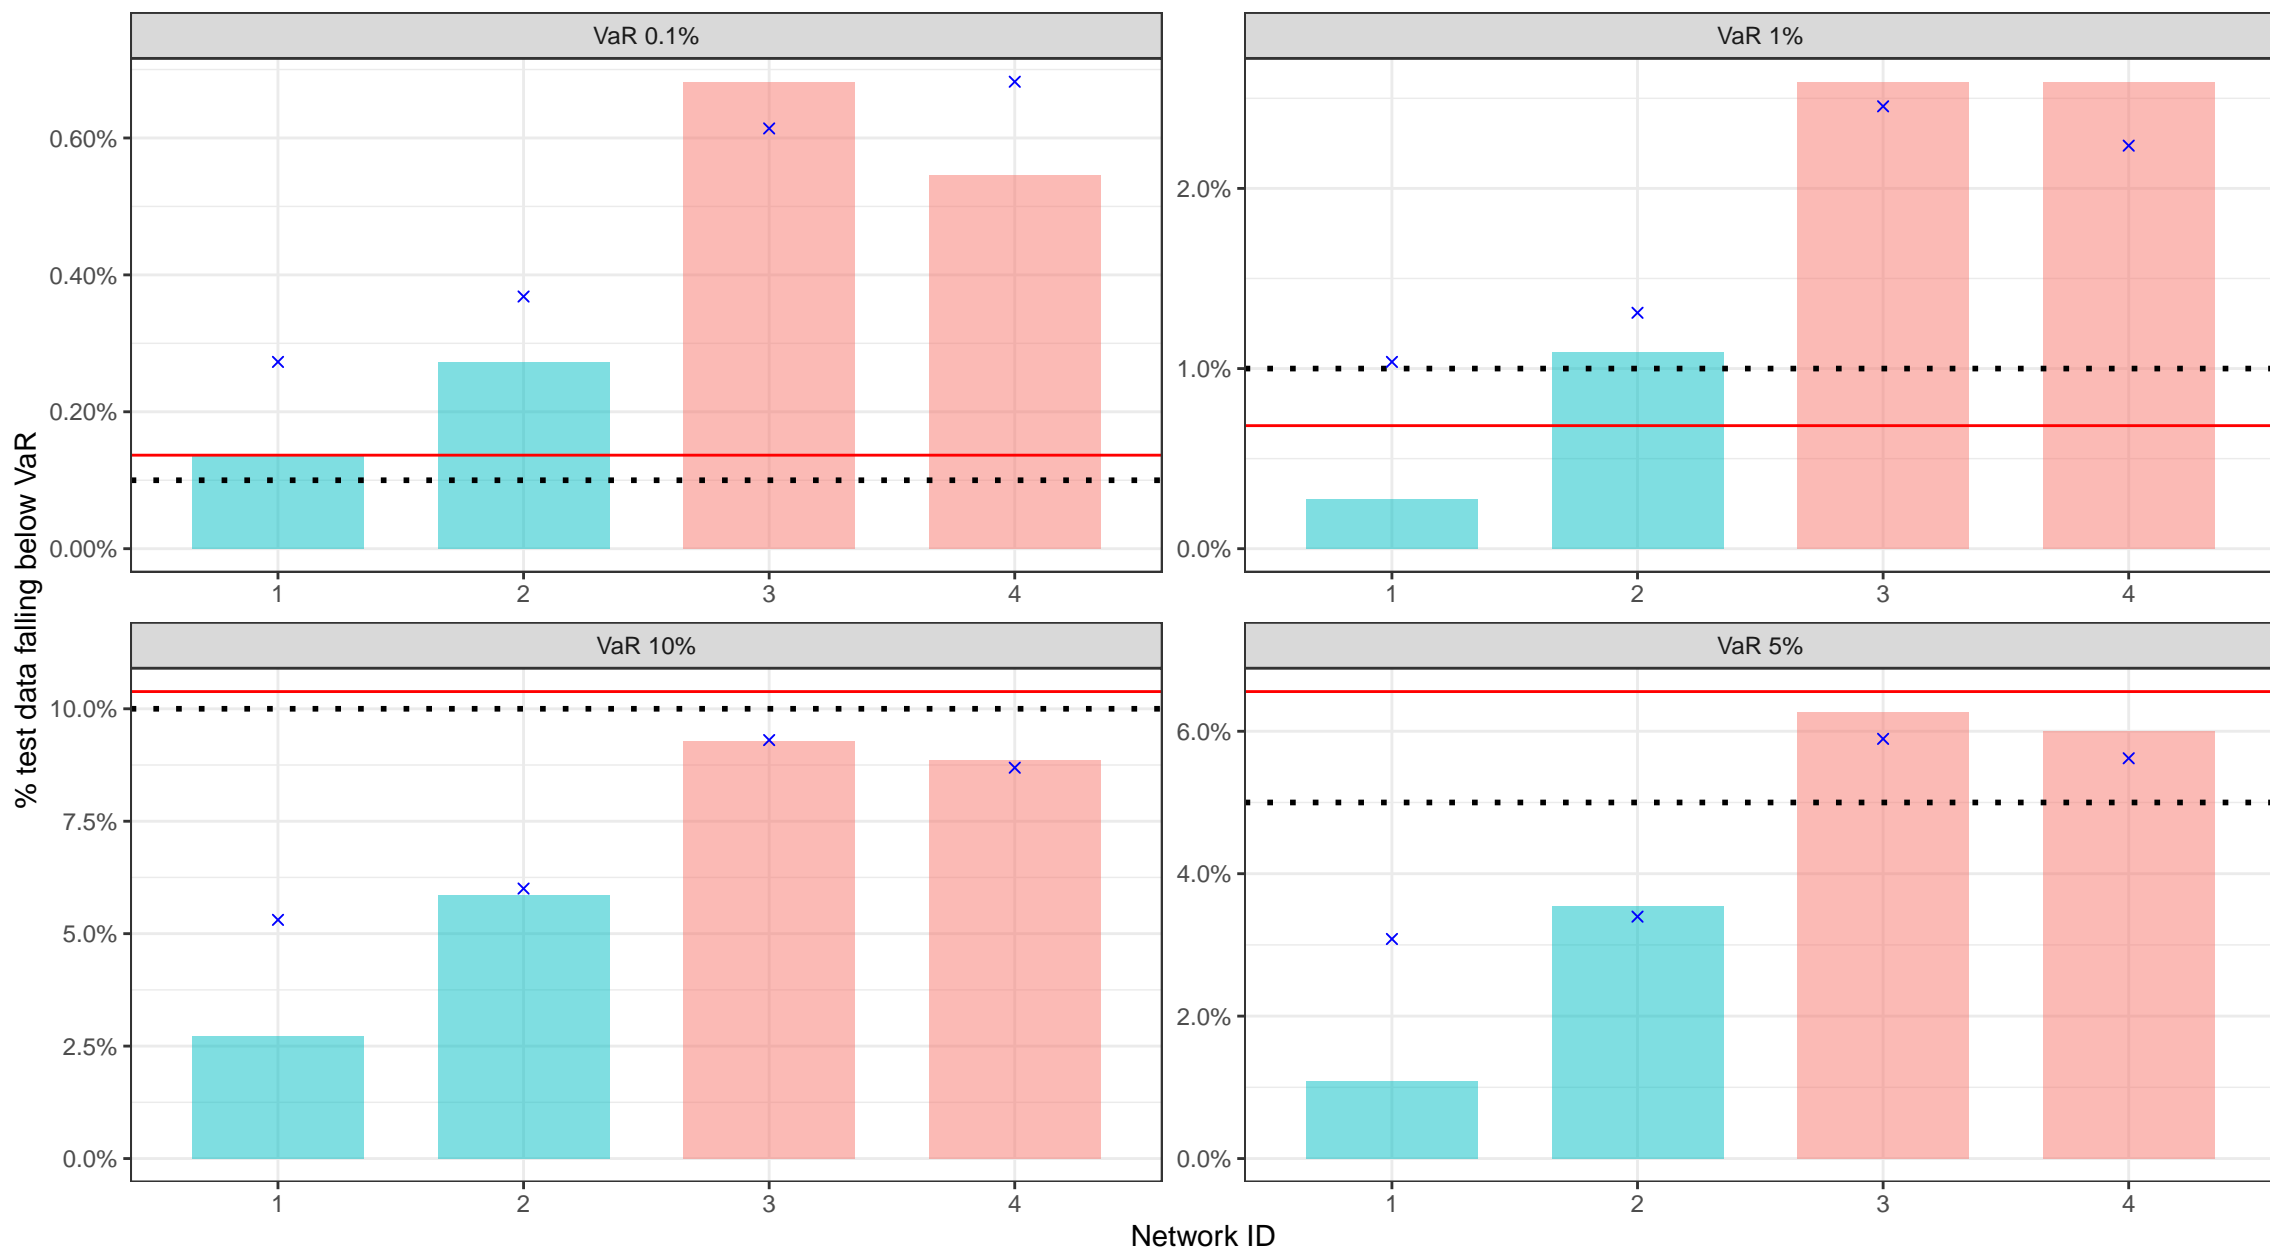 VaR 0.1%
VaR 1%
0.60%
0.40%
0.20%
0.00%
1 2 3 4
2.0%
1.0%
0.0%
1 2 3 4
% test data falling below VaR
VaR 10%
VaR 5%
10.0%
7.5%
5.0%
2.5%
0.0%
1 2 3 4
6.0%
4.0%
2.0%
0.0%
1 2 3 4
Network ID